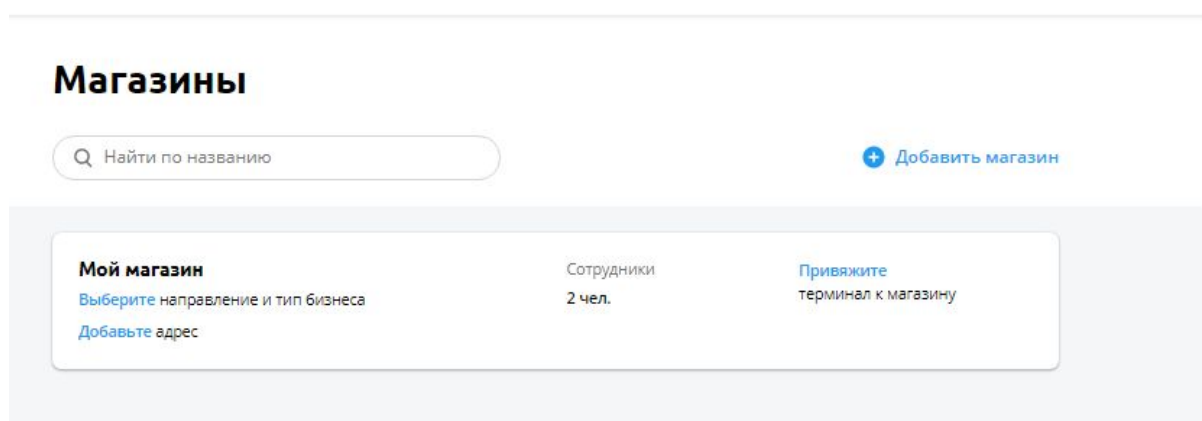 Магазины
Найти по названию
Добавить магазин
Мой магазин
Выберите направление и тип бизнеса
Добавьте адрес
Сотрудники
2 чел.
Привяжите
терминал к магазину